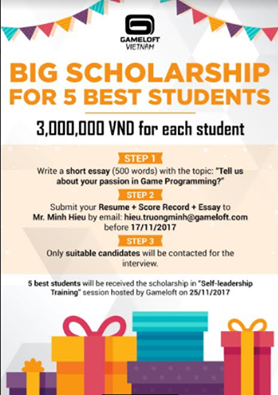 GAMELOFT
VIETNAM
BIG SCHOLARSHIP
FOR 5 BEST STUDENTS
3,000,000 VND for each student
STEP 1
Write a short essay (500 words) with the topic: "Tell us
about your passion in Game Programming?"
STEP 2
Submit your Resume + Score Record + Essay to
Mr. Minh Hieu by email: hieu.truongminh@gameloft.com
before 17/11/2017
STEP 3
Only suitable candidates will be contacted for the
interview.
5 best students will be received the scholarship in "Self-leadership
Training" session hosted by Gameloft on 25/11/2017